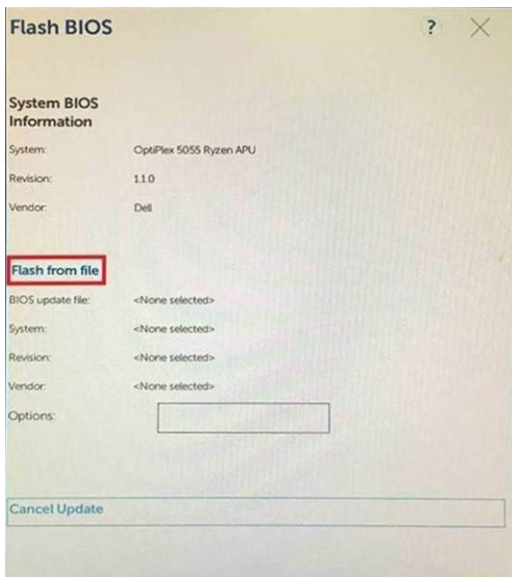 Flash BIOS ?
System BIOS
Information
System: OptiPlex 5055 Ryzen APU
Revision: 1.1.0
Vendor: Dell
Flash from file
BIOS update file: <None selected>
System: <None selected>
Revision: <None selected>
Vendor: <None selected>
Options:
Cancel Update